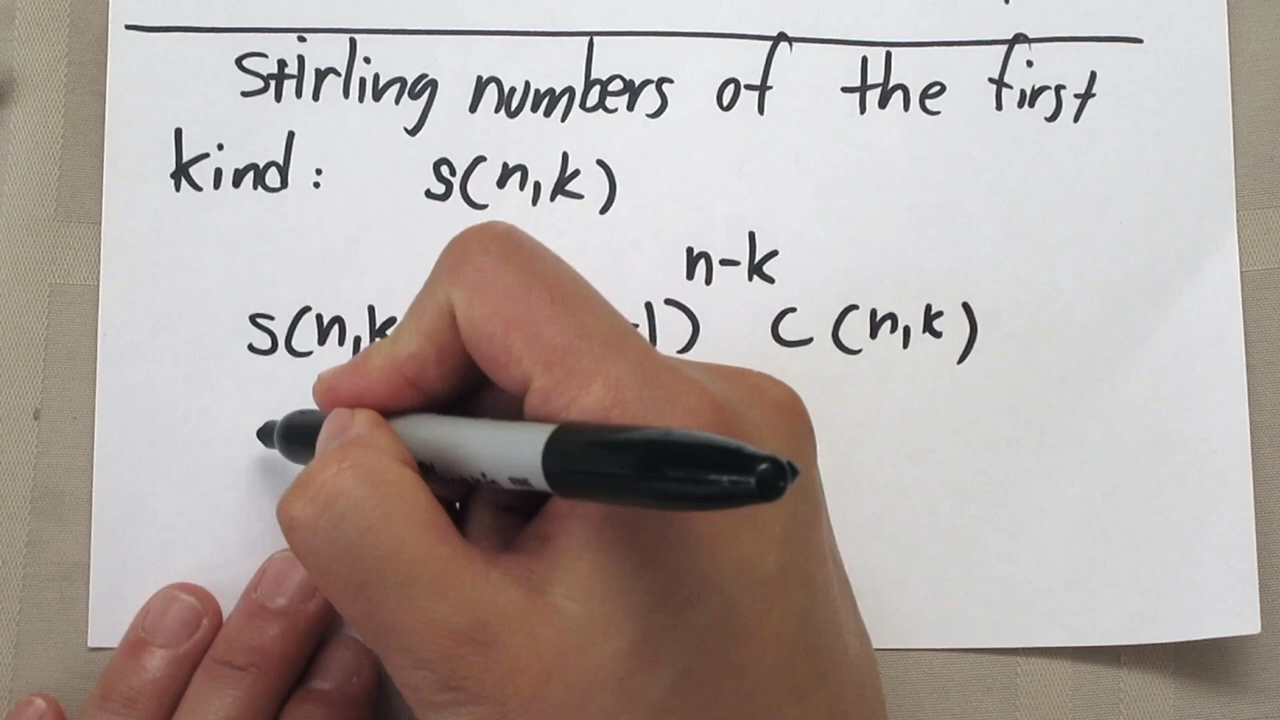 Stirling numbers of the first
kind: s(n,k)
n-k
s(n,k -1) c(n,k)